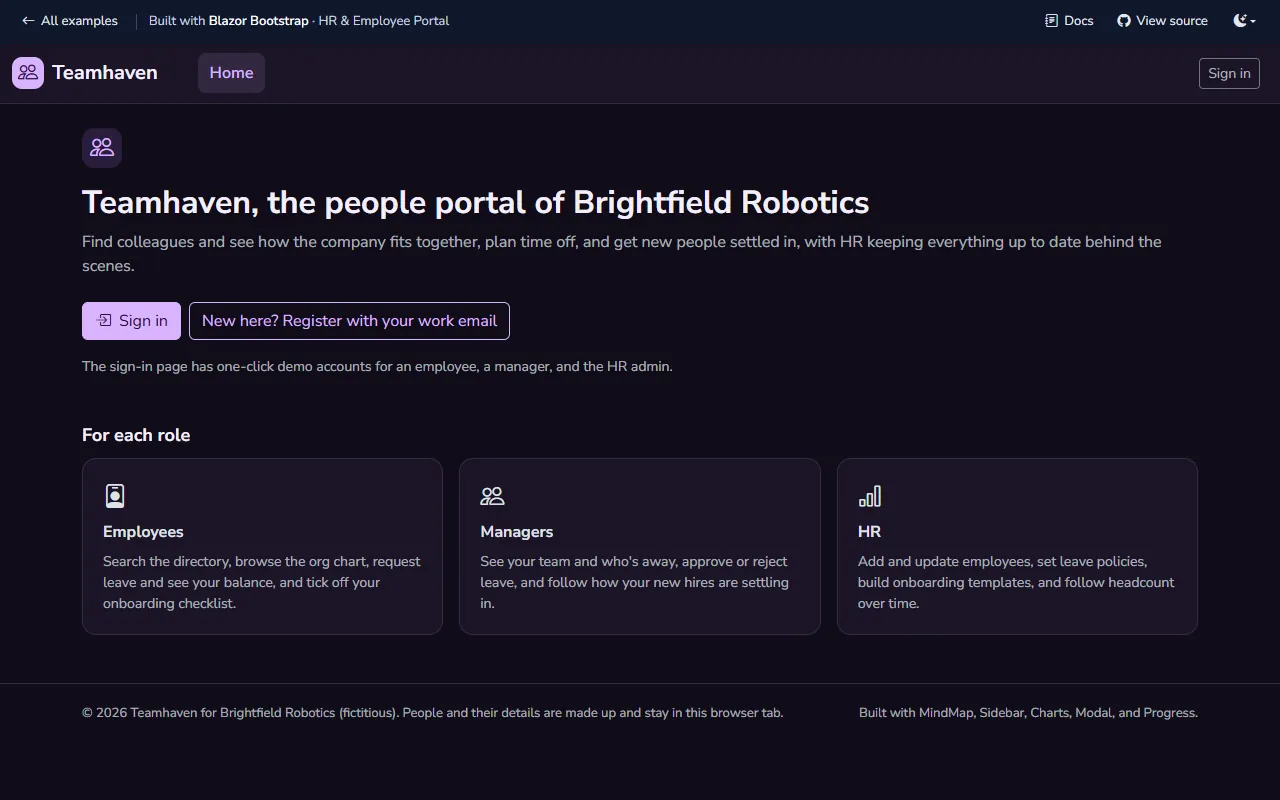 All examples
Built with Blazor Bootstrap · HR & Employee Portal
Docs
View source
Teamhaven
Home
Sign in
Teamhaven, the people portal of Brightfield Robotics
Find colleagues and see how the company fits together, plan time off, and get new people settled in, with HR keeping everything up to date behind the
scenes.
Sign in
New here? Register with your work email
The sign-in page has one-click demo accounts for an employee, a manager, and the HR admin.
For each role
Employees
Search the directory, browse the org chart, request
leave and see your balance, and tick off your
onboarding checklist.
Managers
See your team and who's away, approve or reject
leave, and follow how your new hires are settling
in.
HR
Add and update employees, set leave policies,
build onboarding templates, and follow headcount
over time.
© 2026 Teamhaven for Brightfield Robotics (fictitious). People and their details are made up and stay in this browser tab.
Built with MindMap, Sidebar, Charts, Modal, and Progress.